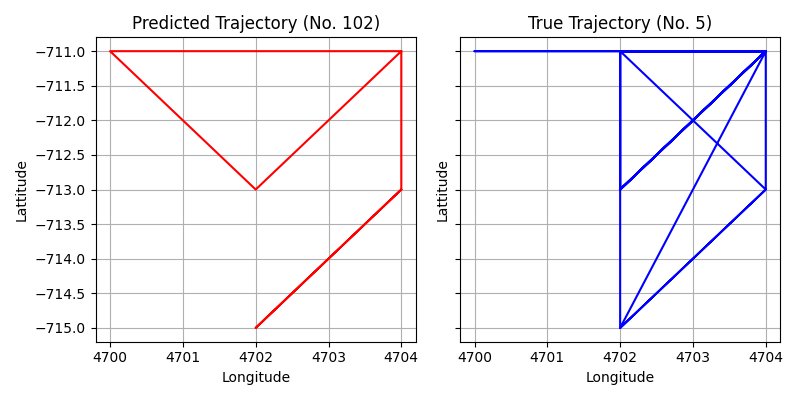 Predicted Trajectory (No. 102)
True Trajectory (No. 5)
−711.0
−711.5
−712.0
−712.5
−713.0
−713.5
−714.0
−714.5
−715.0
Lattitude
Lattitude
4700 4701 4702 4703 4704
4700 4701 4702 4703 4704
Longitude
Longitude